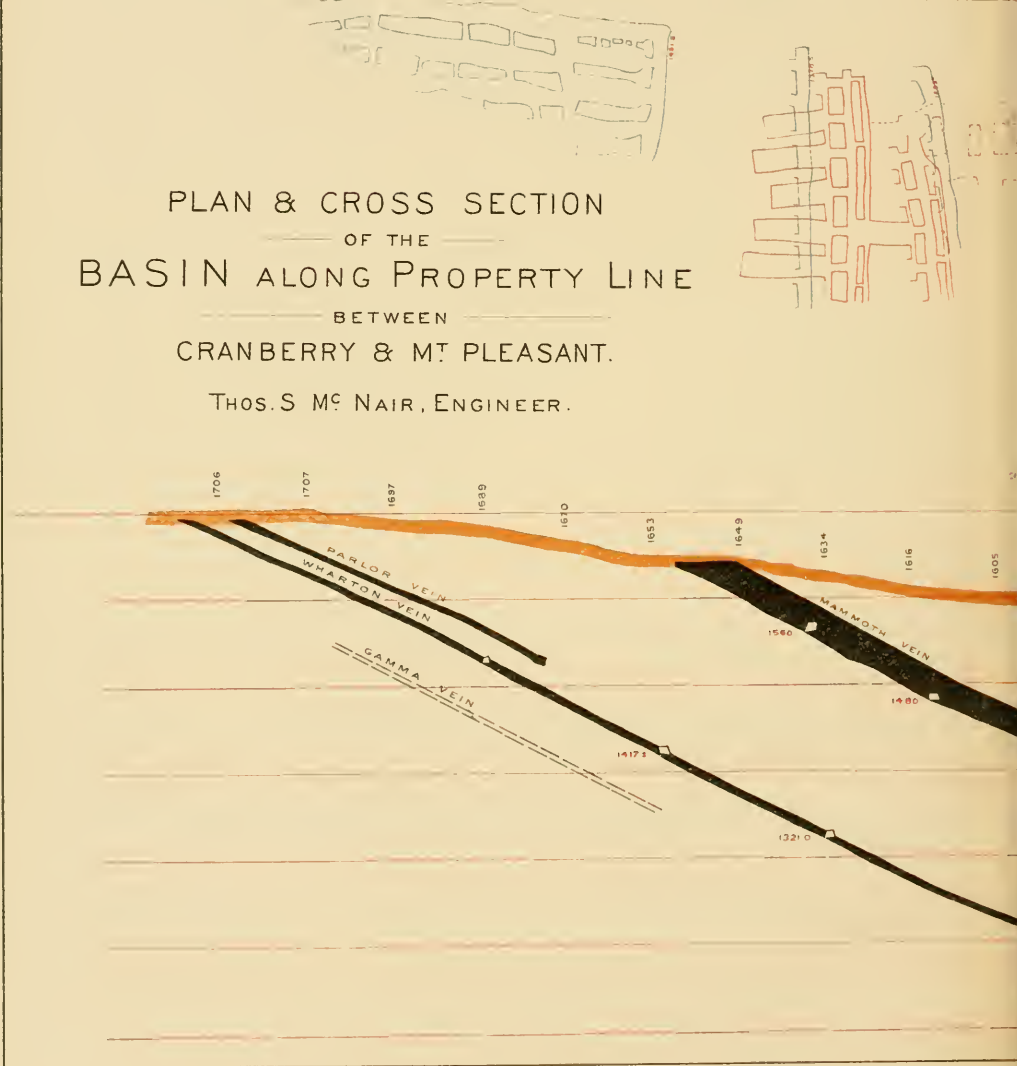 PLAN & CROSS SECTION
OF THE
BASIN ALONG PROPERTY LINE
BETWEEN
CRANBERRY & MT PLEASANT.
THOS. S Mc NAIR, ENGINEER.
1706
1707
1697
1689
1670
1653
1649
1634
1616
1605
PARLOR VEIN
WHARTON VEIN
GAMMA VEIN
MAMMOTH VEIN
1560
1480
1417 5
1321 0